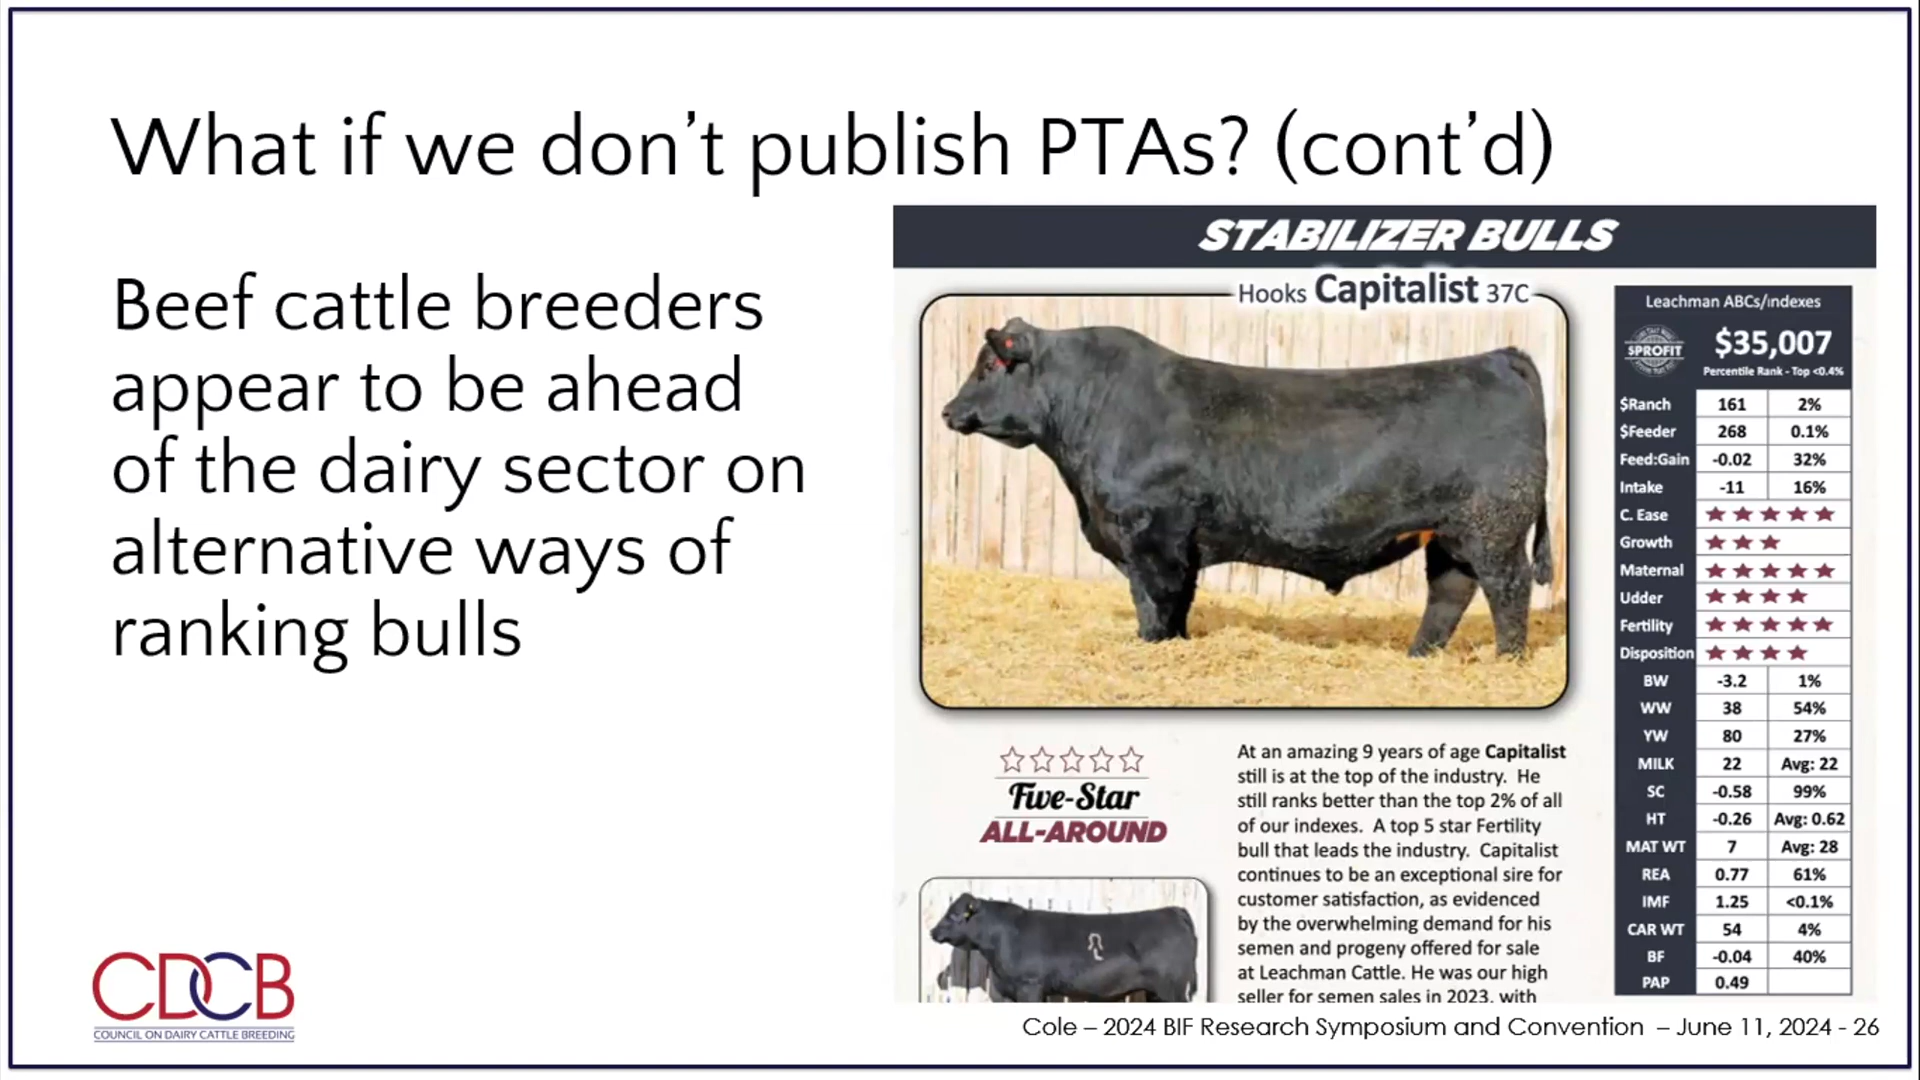 What if we don't publish PTAs? (cont'd)
Beef cattle breeders
appear to be ahead
of the dairy sector on
alternative ways of
ranking bulls
STABILIZER BULLS
Hooks Capitalist 37C
Five-Star
ALL-AROUND
At an amazing 9 years of age Capitalist
still is at the top of the industry. He
still ranks better than the top 2% of all
of our indexes. A top 5 star Fertility
bull that leads the industry. Capitalist
continues to be an exceptional sire for
customer satisfaction, as evidenced
by the overwhelming demand for his
semen and progeny offered for sale
at Leachman Cattle. He was our high
seller for semen sales in 2023, with
Leachman ABCs/indexes
$PROFIT
$35,007
Percentile Rank - Top <0.4%
$Ranch 161 2%
$Feeder 268 0.1%
Feed:Gain -0.02 32%
Intake -11 16%
C. Ease ★★★★★
Growth ★★★
Maternal ★★★★★
Udder ★★★★
Fertility ★★★★★
Disposition ★★★★
BW -3.2 1%
WW 38 54%
YW 80 27%
MILK 22 Avg: 22
SC -0.58 99%
HT -0.26 Avg: 0.62
MAT WT 7 Avg: 28
REA 0.77 61%
IMF 1.25 <0.1%
CAR WT 54 4%
BF -0.04 40%
PAP 0.49
CDCB
COUNCIL ON DAIRY CATTLE BREEDING
Cole – 2024 BIF Research Symposium and Convention – June 11, 2024 - 26